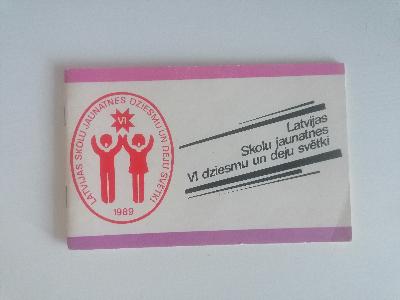 LATVIJAS SKOLU JAUNATNES DZIESMU UN DEJU SVĒTKI
VI
1989
Latvijas
Skolu jaunatnes
VI dziesmu un deju svētki